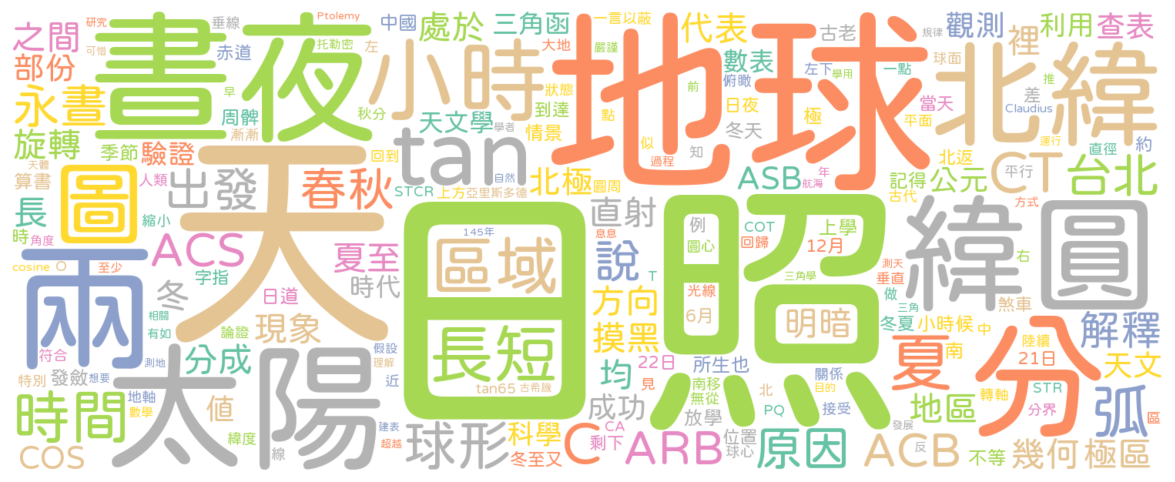 之間
部份
永晝
旋轉
晝夜
垂線
赤道
Ptolemy
托勒密
研究
可惜
早
左
中國
小時
處於
三角函
一言以蔽
嚴謹
大地
古老
代表
數表
左下
俯瞰
地球
規律
學用
一點
球面
觀測
裡
利用
查表
北緯
推
差
Claudius
運行
約
周髀
漸漸
秋分
狀態
到達
天文學
學者
情景
前
點
似
過程
知
日夜
冬天
極
平面
當天
季節
驗證
天體
算書
人類
回到
tan
STCR
上方
亞里斯多德
北極
圓周
ASB
年
航海
古代
北返
記得
公元
平行
CT
直徑
台北
方式
長
時
角度
縮小
圖
出發
春秋
自然
天
145年
區域
直射
息息
例
圓心
COT
回歸
上學
12月
三角學
測天
垂直
緯
右
圓
ACS
夏至
字指
cosine
至少
兩
冬
日道
時代
說
T
光線
6月
明暗
做
煞車
相關
有如
論證
現象
日照
長短
方向
摸黑
冬夏
三角
小時候
中
陸續
21日
解釋
符合
測地
分成
假設
理解
22日
見
所生也
關係
目的
夏
南
STR
分
天文
特別
發斂
想要
近
tan65
古希臘
均
南移
無從
北
接受
轉軸
分界
弧
區
時間
地軸
數學
值
緯度
太陽
建表
超越
球形
成功
放學
PQ
地區
COS
線
科學
冬至又
C
剩下
CA
ARB
位置
球心
原因
發展
反
ACB
不等
幾何
極區